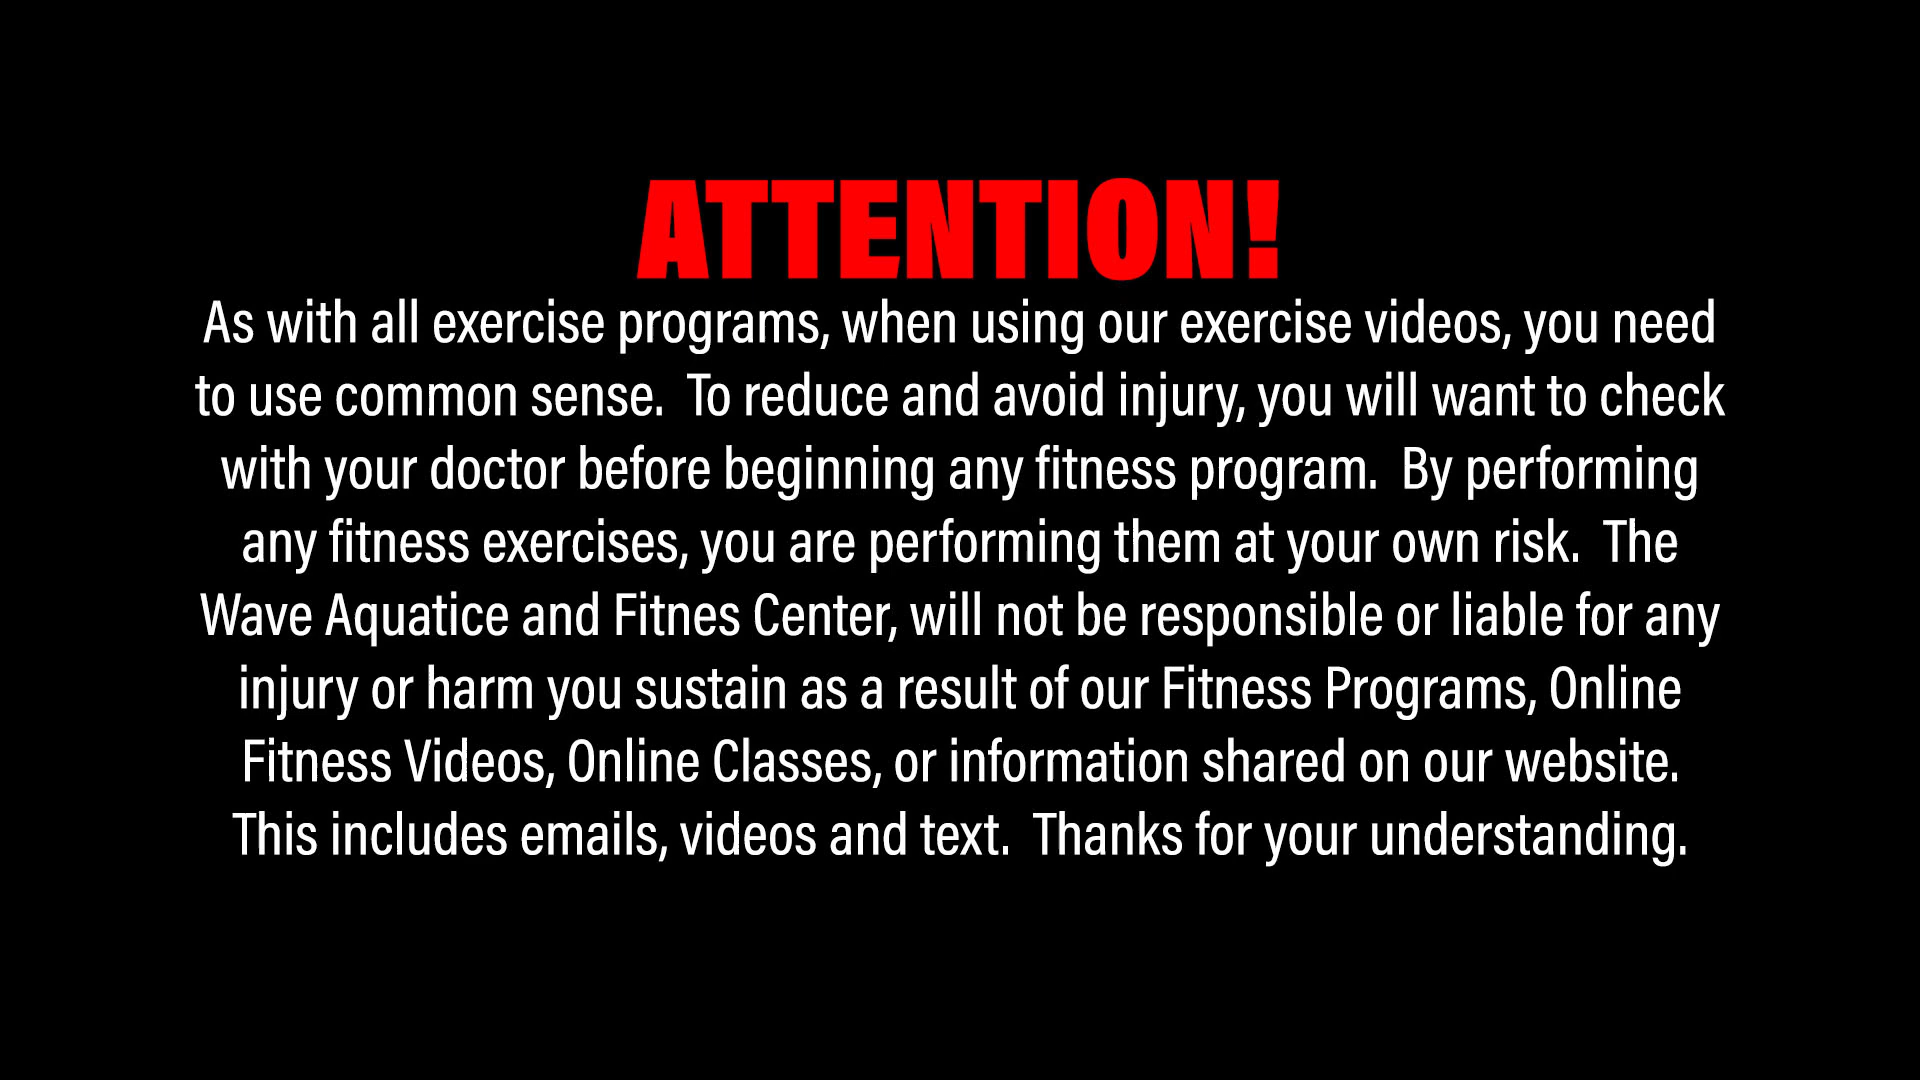 ATTENTION!
As with all exercise programs, when using our exercise videos, you need
to use common sense.  To reduce and avoid injury, you will want to check
with your doctor before beginning any fitness program.  By performing
any fitness exercises, you are performing them at your own risk.  The
Wave Aquatice and Fitnes Center, will not be responsible or liable for any
injury or harm you sustain as a result of our Fitness Programs, Online
Fitness Videos, Online Classes, or information shared on our website.
This includes emails, videos and text.  Thanks for your understanding.